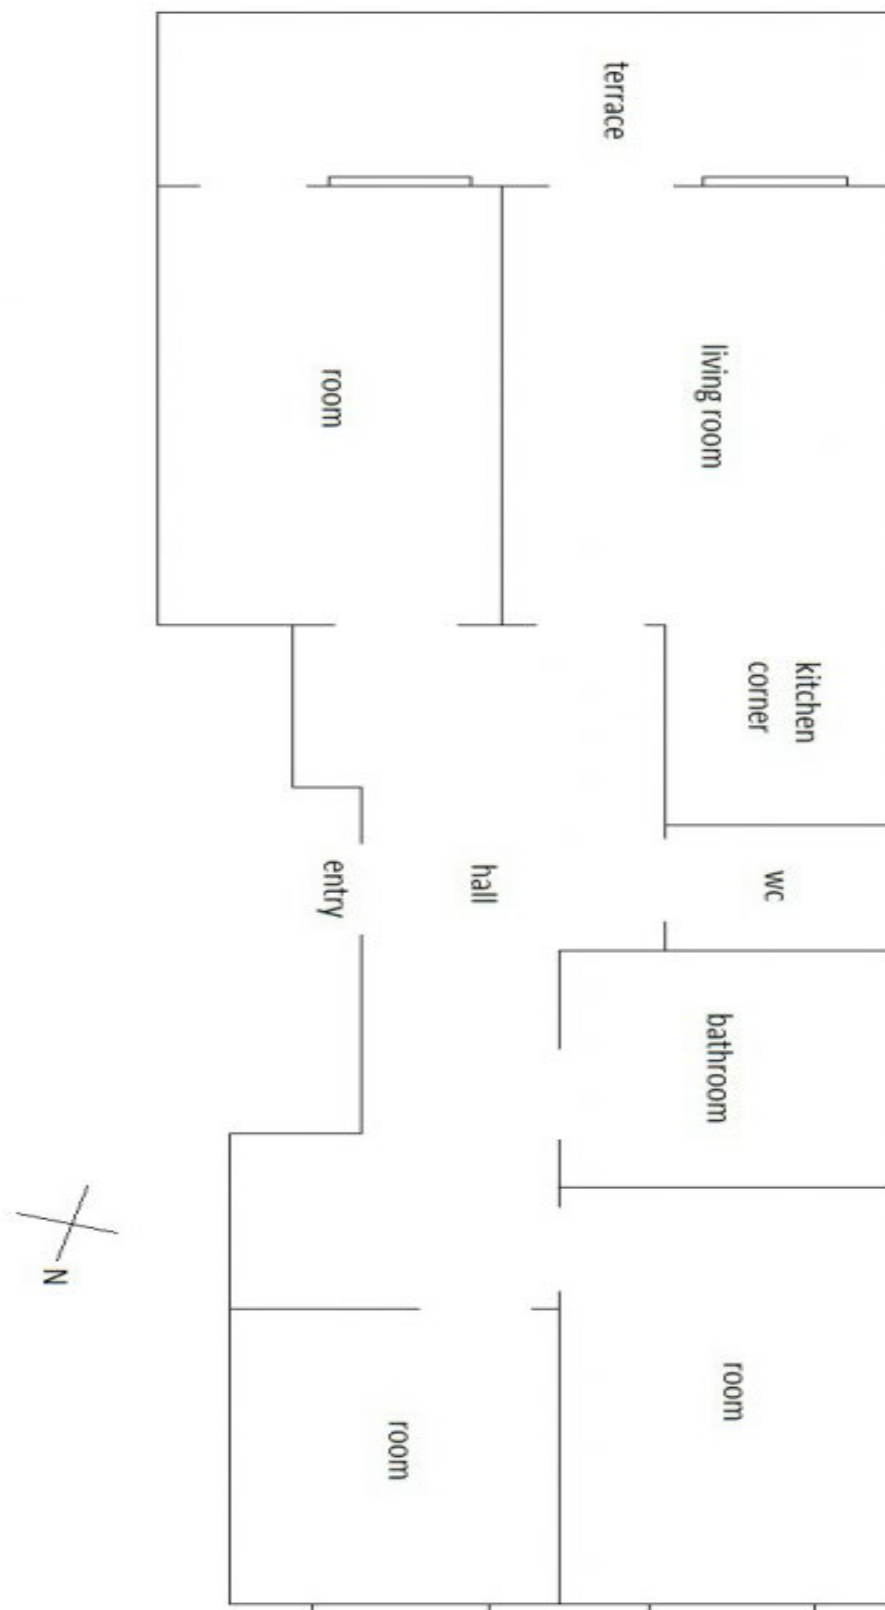 terrace
room
living room
kitchen
corner
entry
hall
wc
bathroom
N
room
room